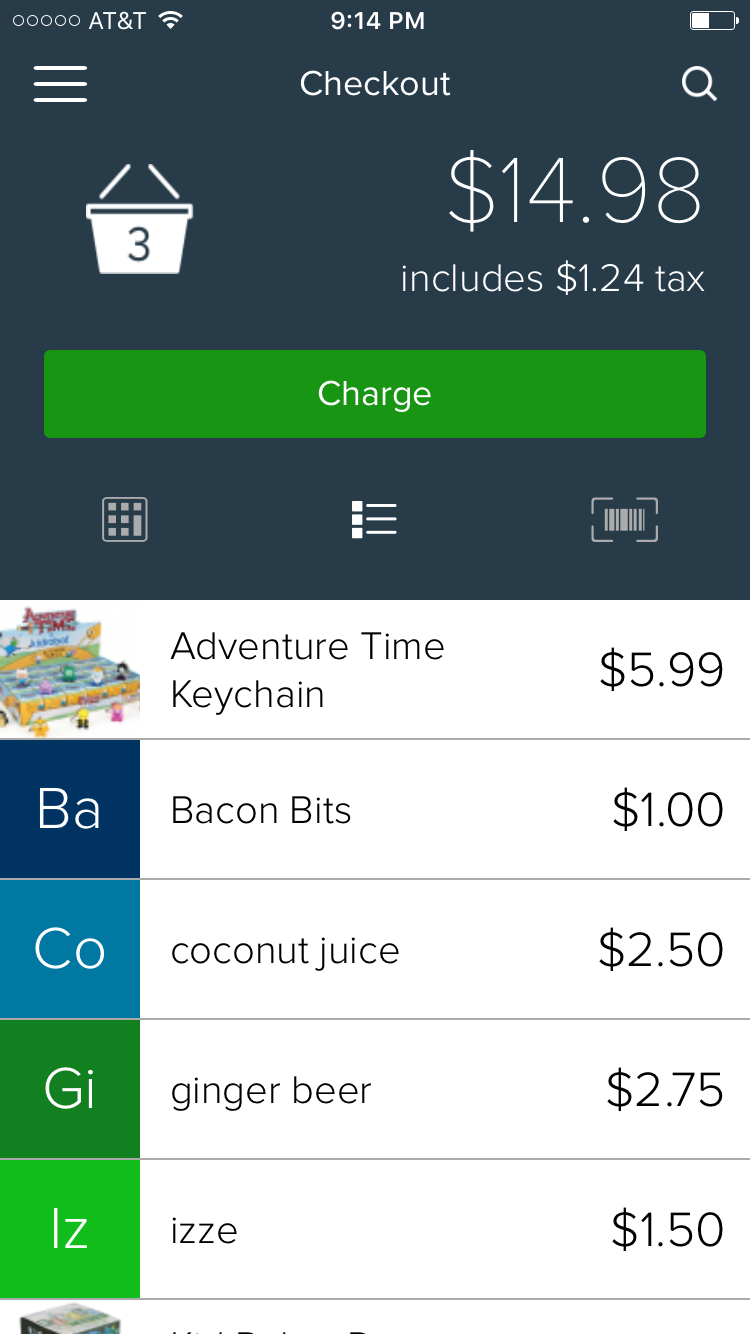 AT&T 9:14 PM
Checkout
3
$14.98
includes $1.24 tax
Charge
Adventure Time
Keychain
$5.99
Ba
Bacon Bits
$1.00
Co
coconut juice
$2.50
Gi
ginger beer
$2.75
Iz
izze
$1.50